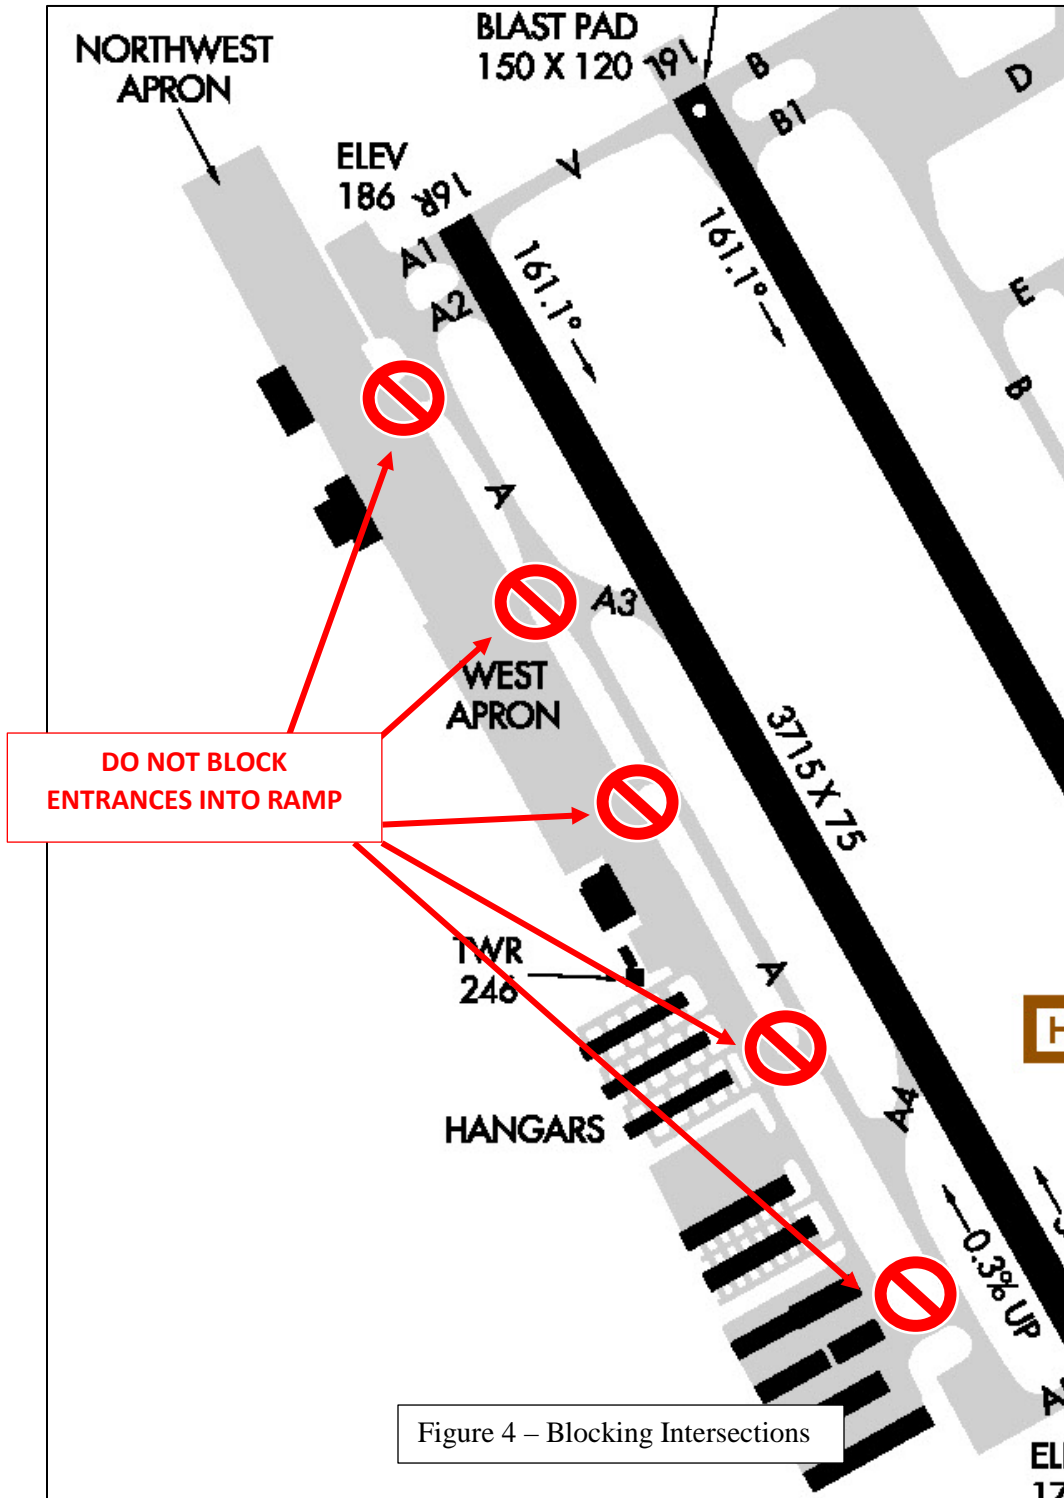 BLAST PAD
150 X 120
NORTHWEST
APRON
16L
B
D
B1
ELEV
186
16R
V
A1
A2
161.1°
161.1°
E
B
A
A3
WEST
APRON
DO NOT BLOCK
ENTRANCES INTO RAMP
3715 X 75
TWR
246
A
H
A4
HANGARS
0.3% UP
Figure 4 – Blocking Intersections